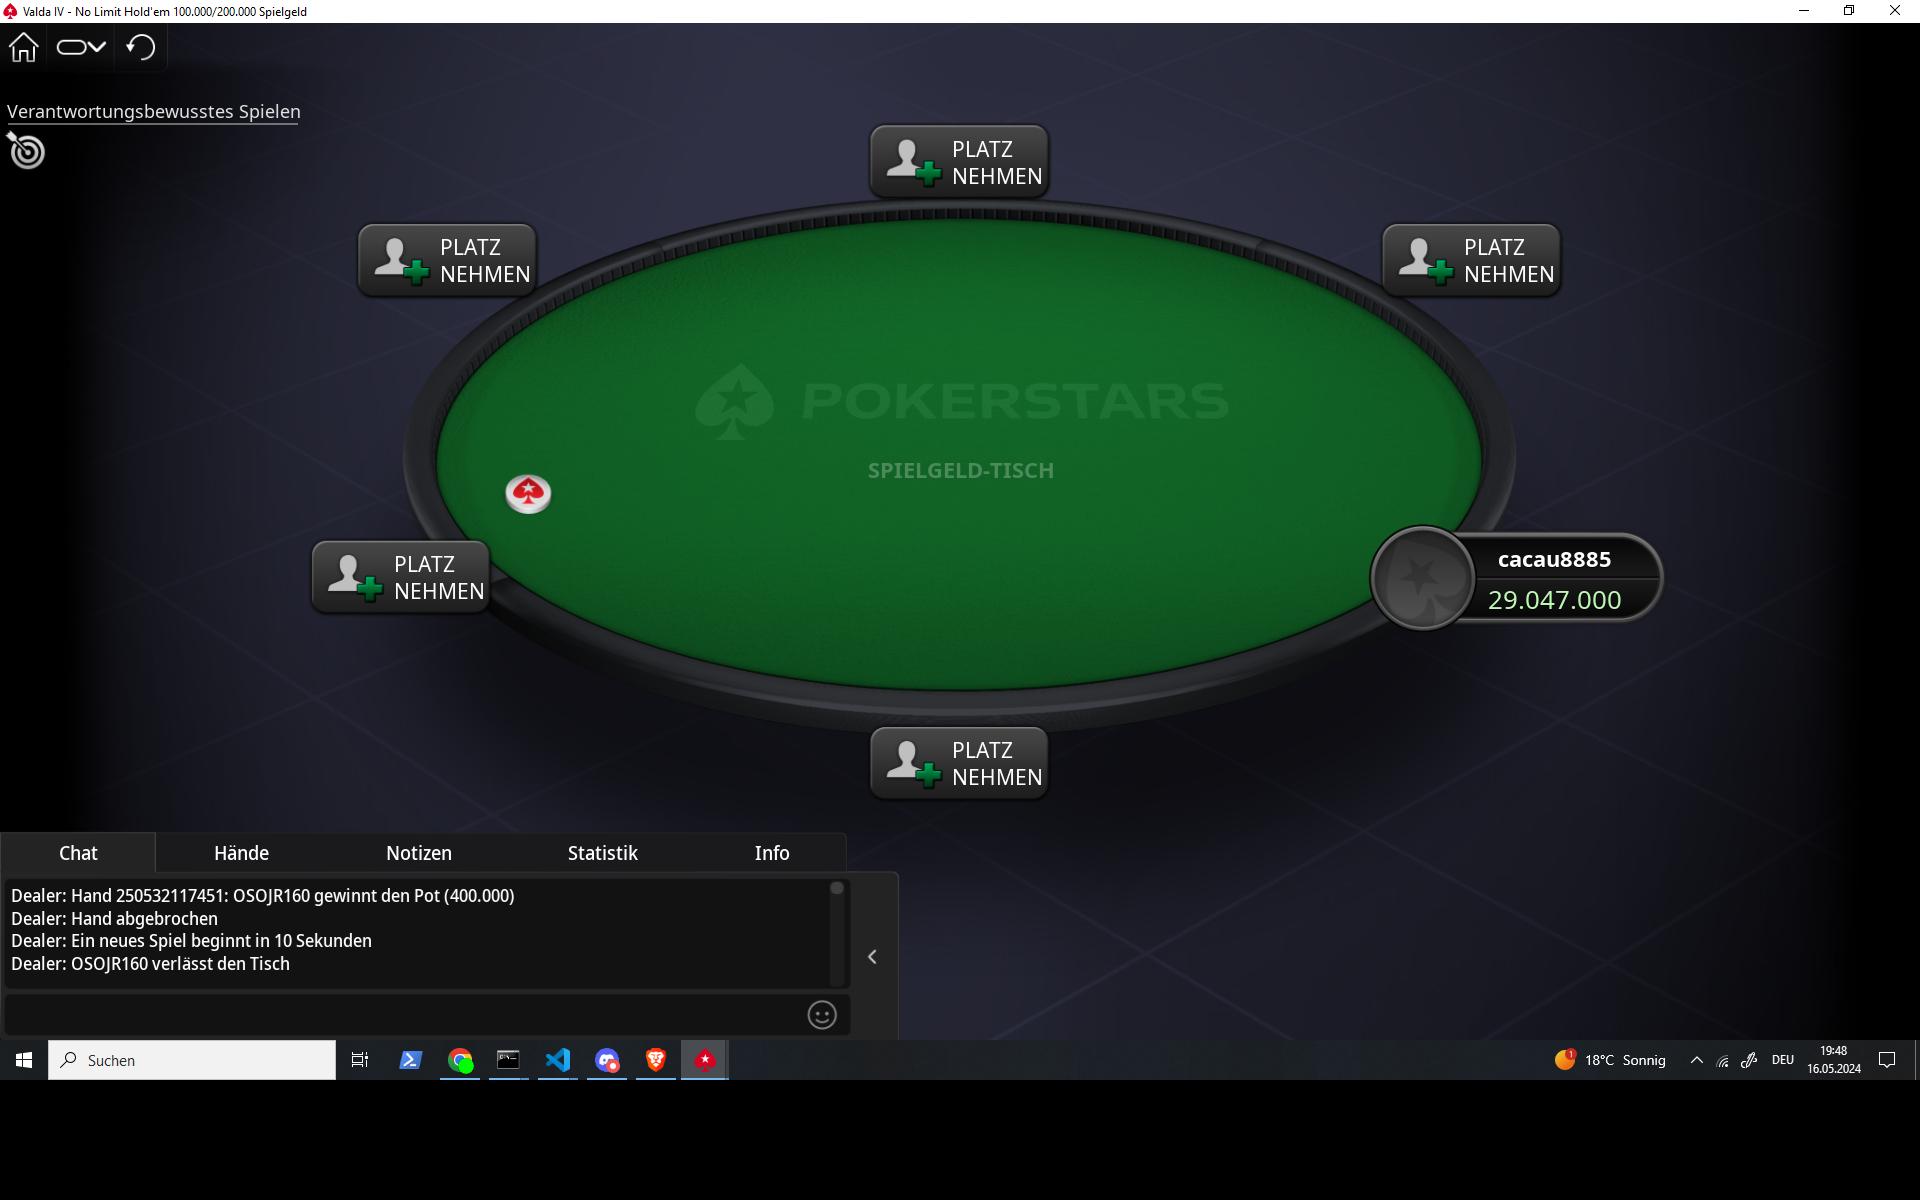 Valda IV - No Limit Hold'em 100.000/200.000 Spielgeld
Verantwortungsbewusstes Spielen
PLATZ
NEHMEN
PLATZ
NEHMEN
PLATZ
NEHMEN
POKERSTARS
SPIELGELD-TISCH
PLATZ
NEHMEN
cacau8885
29.047.000
PLATZ
NEHMEN
Chat Hände Notizen Statistik Info
Dealer: Hand 250532117451: OSOJR160 gewinnt den Pot (400.000)
Dealer: Hand abgebrochen
Dealer: Ein neues Spiel beginnt in 10 Sekunden
Dealer: OSOJR160 verlässt den Tisch
Suchen
1
18°C Sonnig
DEU
19:48
16.05.2024